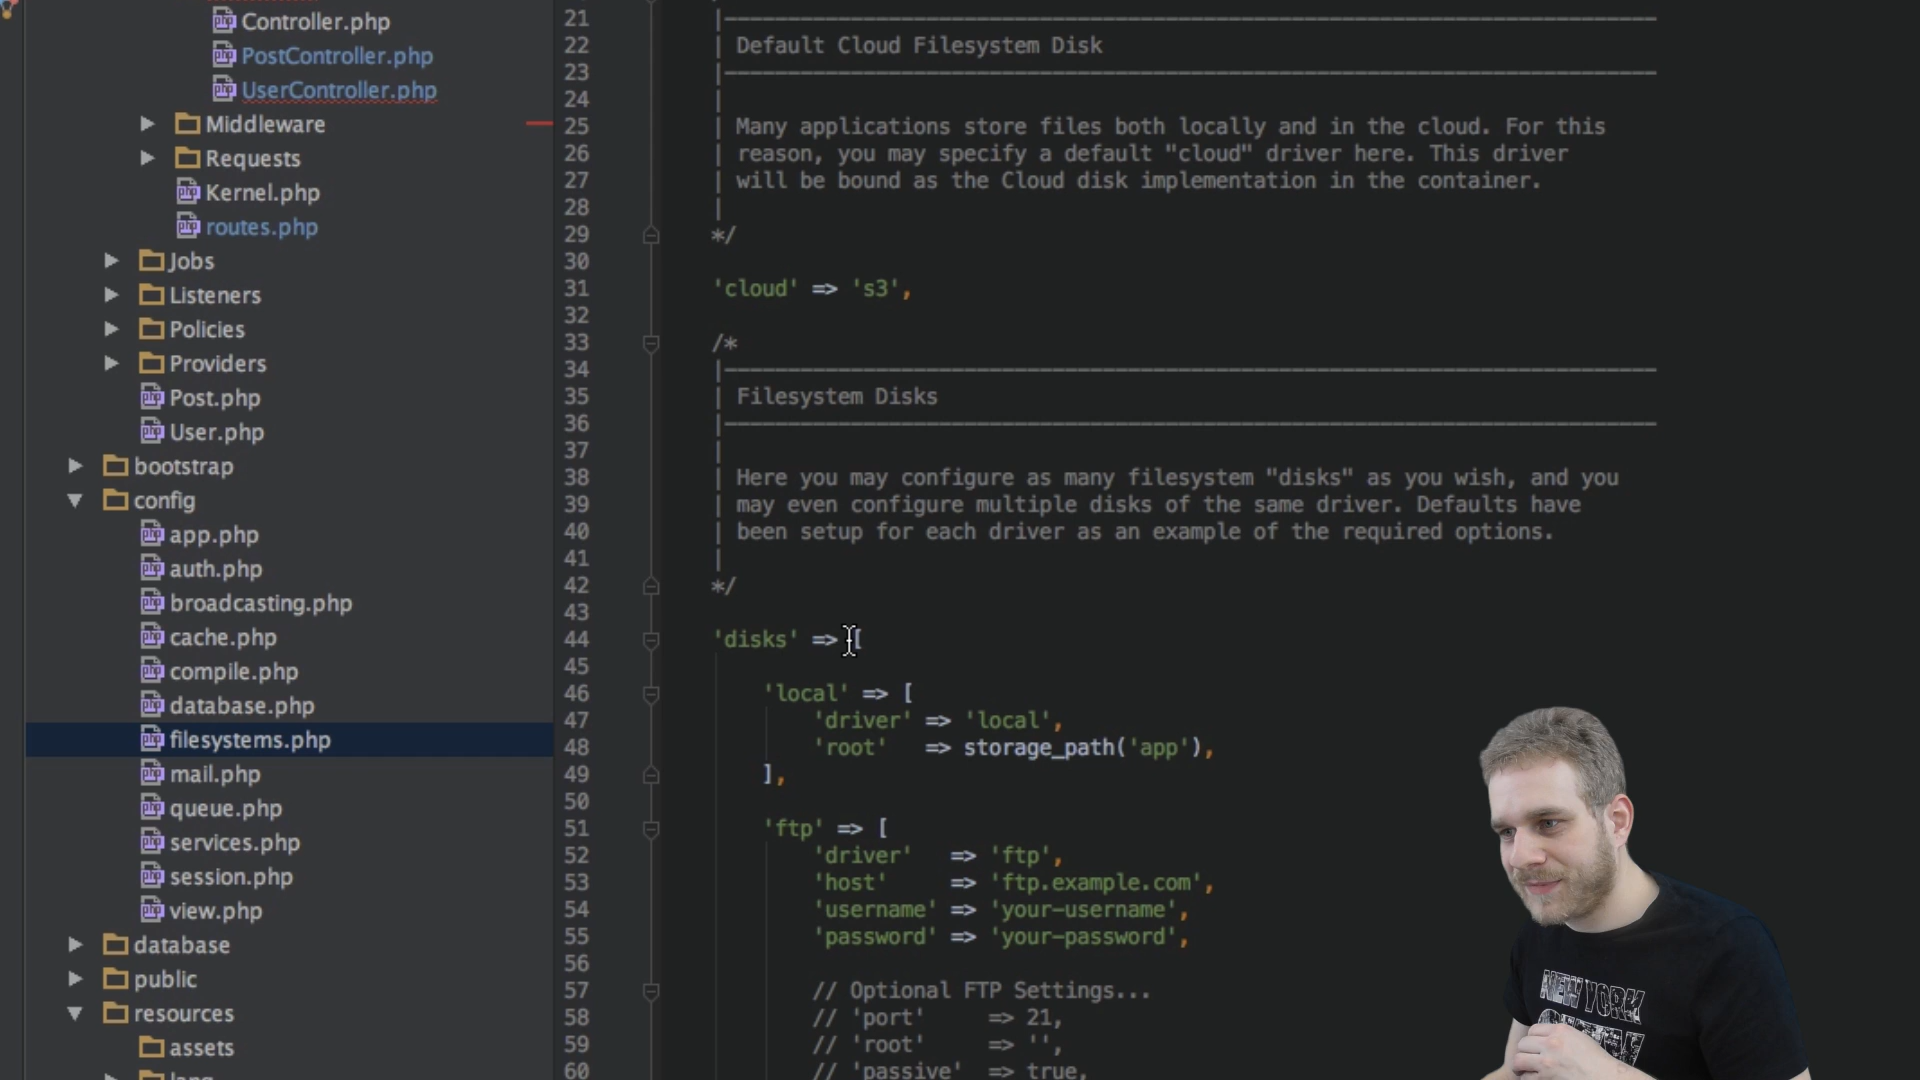 Controller.php
PostController.php
UserController.php
Middleware
Requests
Kernel.php
routes.php
Jobs
Listeners
Policies
Providers
Post.php
User.php
bootstrap
config
app.php
auth.php
broadcasting.php
cache.php
compile.php
database.php
filesystems.php
mail.php
queue.php
services.php
session.php
view.php
database
public
resources
assets
lang
21 |--------------------------------------------------------------------------
22 | Default Cloud Filesystem Disk
23 |--------------------------------------------------------------------------
24 |
25 | Many applications store files both locally and in the cloud. For this
26 | reason, you may specify a default "cloud" driver here. This driver
27 | will be bound as the Cloud disk implementation in the container.
28 |
29 */
30
31 'cloud' => 's3',
32
33 /*
34 |--------------------------------------------------------------------------
35 | Filesystem Disks
36 |--------------------------------------------------------------------------
37 |
38 | Here you may configure as many filesystem "disks" as you wish, and you
39 | may even configure multiple disks of the same driver. Defaults have
40 | been setup for each driver as an example of the required options.
41 |
42 */
43
44 'disks' => [
45
46 'local' => [
47 'driver' => 'local',
48 'root' => storage_path('app'),
49 ],
50
51 'ftp' => [
52 'driver' => 'ftp',
53 'host' => 'ftp.example.com',
54 'username' => 'your-username',
55 'password' => 'your-password',
56
57 // Optional FTP Settings...
58 // 'port' => 21,
59 // 'root' => '',
60 // 'passive' => true,
NEW YORK